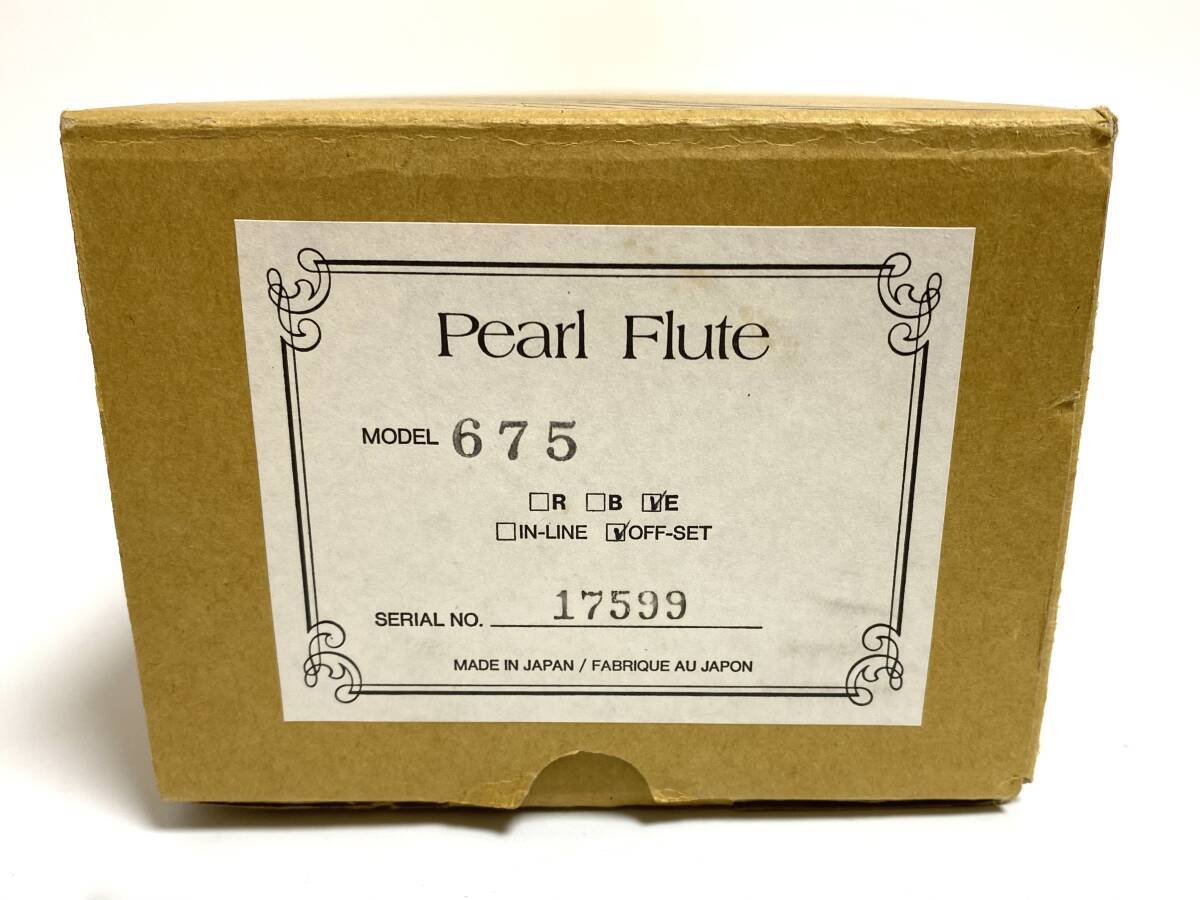 Pearl Flute
MODEL 675
☐R ☐B ☑E
☐IN-LINE ☑OFF-SET
SERIAL NO. 17599
MADE IN JAPAN / FABRIQUE AU JAPON